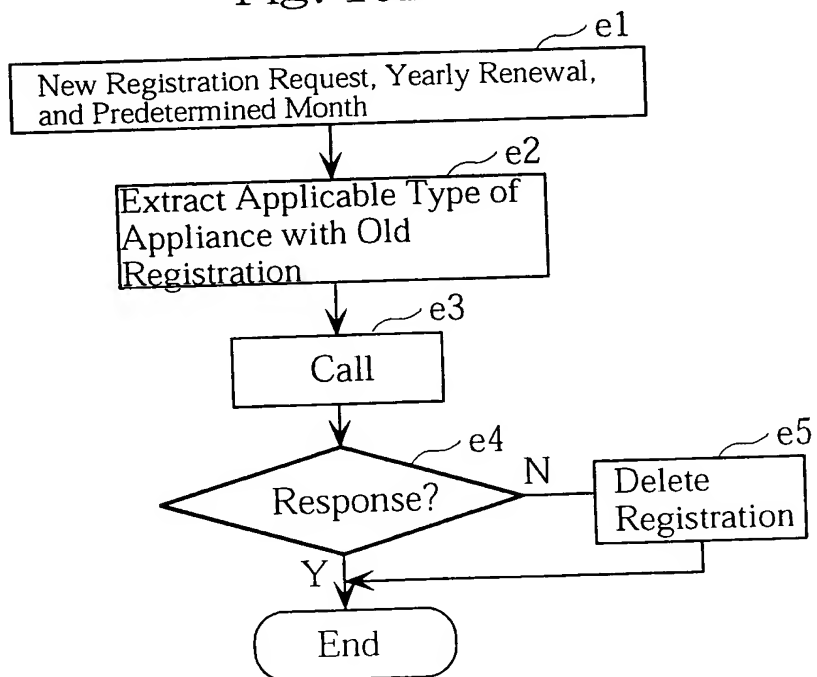 e1
New Registration Request, Yearly Renewal,
and Predetermined Month
e2
Extract Applicable Type of
Appliance with Old
Registration
e3
Call
e4
Response?
N
e5
Delete
Registration
Y
End